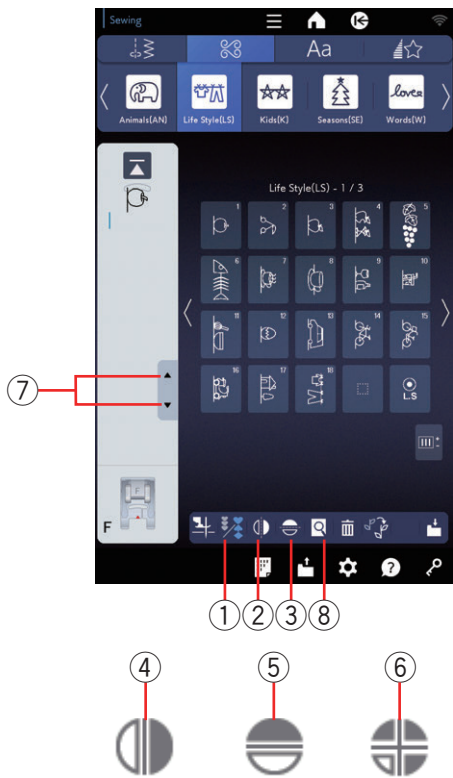 Sewing
Aa
Animals(AN) Life Style(LS) Kids(K) Seasons(SE) Words(W)
love
Life Style(LS) - 1 / 3
1 2 3 4 5
6 7 8 9 10
11 12 13 14 15
16 17 18
LS
7
F
?
1 2 3 8
4 5 6